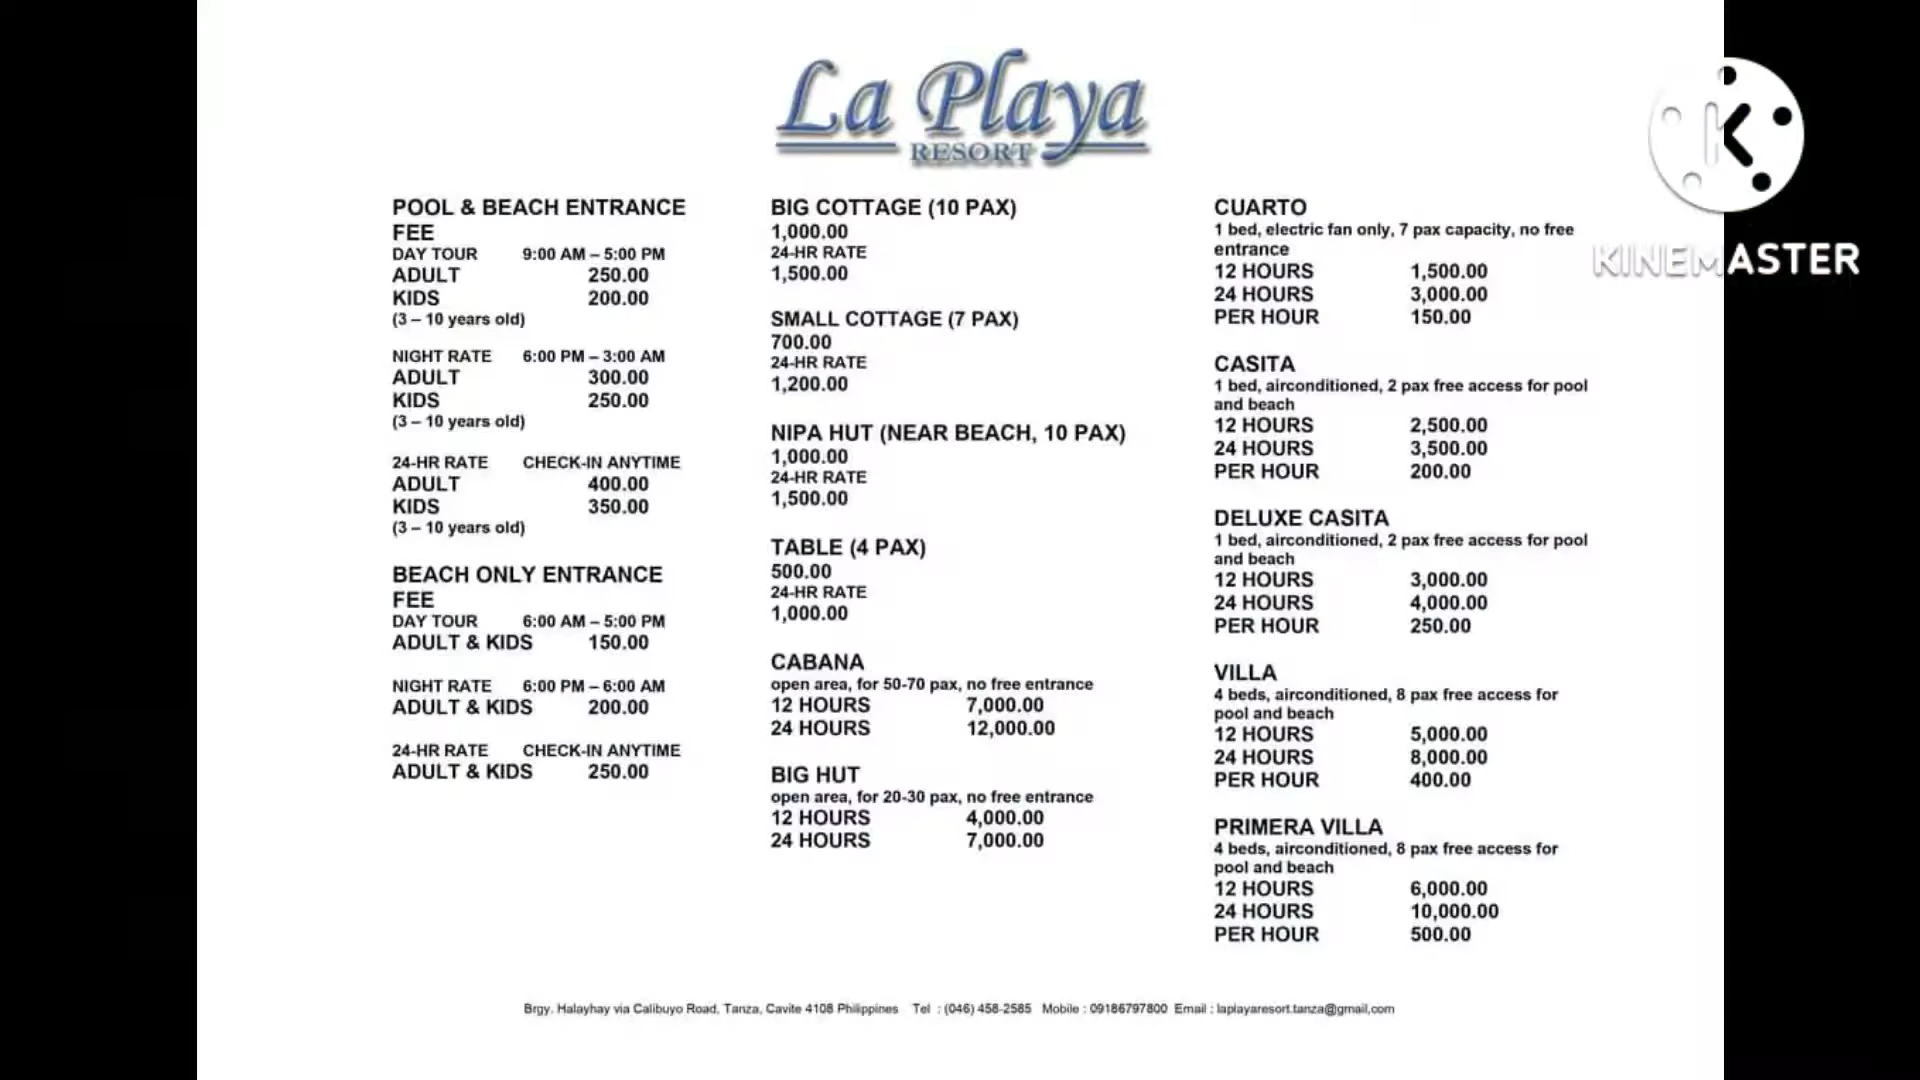 La Playa
RESORT
POOL & BEACH ENTRANCE
FEE
DAY TOUR 9:00 AM – 5:00 PM
ADULT 250.00
KIDS 200.00
(3 – 10 years old)
NIGHT RATE 6:00 PM – 3:00 AM
ADULT 300.00
KIDS 250.00
(3 – 10 years old)
24-HR RATE CHECK-IN ANYTIME
ADULT 400.00
KIDS 350.00
(3 – 10 years old)
BEACH ONLY ENTRANCE
FEE
DAY TOUR 6:00 AM – 5:00 PM
ADULT & KIDS 150.00
NIGHT RATE 6:00 PM – 6:00 AM
ADULT & KIDS 200.00
24-HR RATE CHECK-IN ANYTIME
ADULT & KIDS 250.00
BIG COTTAGE (10 PAX)
1,000.00
24-HR RATE
1,500.00
SMALL COTTAGE (7 PAX)
700.00
24-HR RATE
1,200.00
NIPA HUT (NEAR BEACH, 10 PAX)
1,000.00
24-HR RATE
1,500.00
TABLE (4 PAX)
500.00
24-HR RATE
1,000.00
CABANA
open area, for 50-70 pax, no free entrance
12 HOURS 7,000.00
24 HOURS 12,000.00
BIG HUT
open area, for 20-30 pax, no free entrance
12 HOURS 4,000.00
24 HOURS 7,000.00
CUARTO
1 bed, electric fan only, 7 pax capacity, no free
entrance
12 HOURS 1,500.00
24 HOURS 3,000.00
PER HOUR 150.00
CASITA
1 bed, airconditioned, 2 pax free access for pool
and beach
12 HOURS 2,500.00
24 HOURS 3,500.00
PER HOUR 200.00
DELUXE CASITA
1 bed, airconditioned, 2 pax free access for pool
and beach
12 HOURS 3,000.00
24 HOURS 4,000.00
PER HOUR 250.00
VILLA
4 beds, airconditioned, 8 pax free access for
pool and beach
12 HOURS 5,000.00
24 HOURS 8,000.00
PER HOUR 400.00
PRIMERA VILLA
4 beds, airconditioned, 8 pax free access for
pool and beach
12 HOURS 6,000.00
24 HOURS 10,000.00
PER HOUR 500.00
K
KINEMASTER
Brgy. Halayhay via Calibuyo Road, Tanza, Cavite 4108 Philippines Tel : (046) 458-2585 Mobile : 09186797800 Email : laplayaresort.tanza@gmail,com